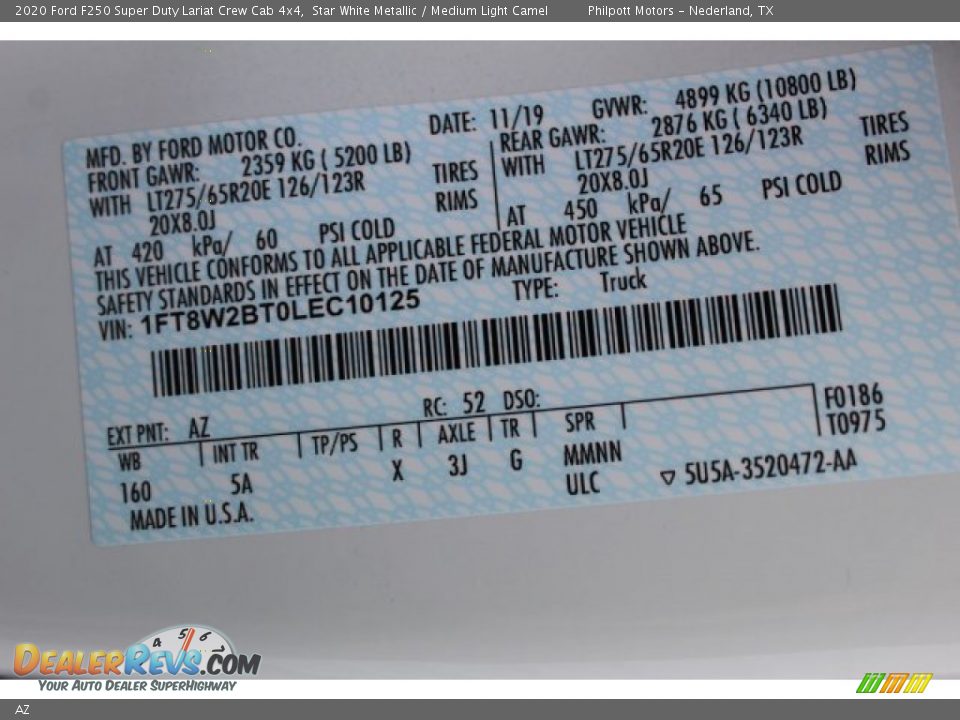 2020 Ford F250 Super Duty Lariat Crew Cab 4x4, Star White Metallic / Medium Light Camel Philpott Motors - Nederland, TX
MFD. BY FORD MOTOR CO. DATE: 11/19 GVWR: 4899 KG (10800 LB)
FRONT GAWR: 2359 KG ( 5200 LB) REAR GAWR: 2876 KG ( 6340 LB)
WITH LT275/65R20E 126/123R TIRES WITH LT275/65R20E 126/123R TIRES
20X8.0J RIMS 20X8.0J RIMS
AT 420 kPa/ 60 PSI COLD AT 450 kPa/ 65 PSI COLD
THIS VEHICLE CONFORMS TO ALL APPLICABLE FEDERAL MOTOR VEHICLE
SAFETY STANDARDS IN EFFECT ON THE DATE OF MANUFACTURE SHOWN ABOVE.
VIN: 1FT8W2BT0LEC10125 TYPE: Truck
EXT PNT: AZ RC: 52 DSO: F0186
WB INT TR TP/PS R AXLE TR SPR T0975
160 5A X 3J G MMNN
ULC 5U5A-3520472-AA
MADE IN U.S.A.
4 5 6
DEALERREVS.COM
YOUR AUTO DEALER SUPERHIGHWAY
AZ